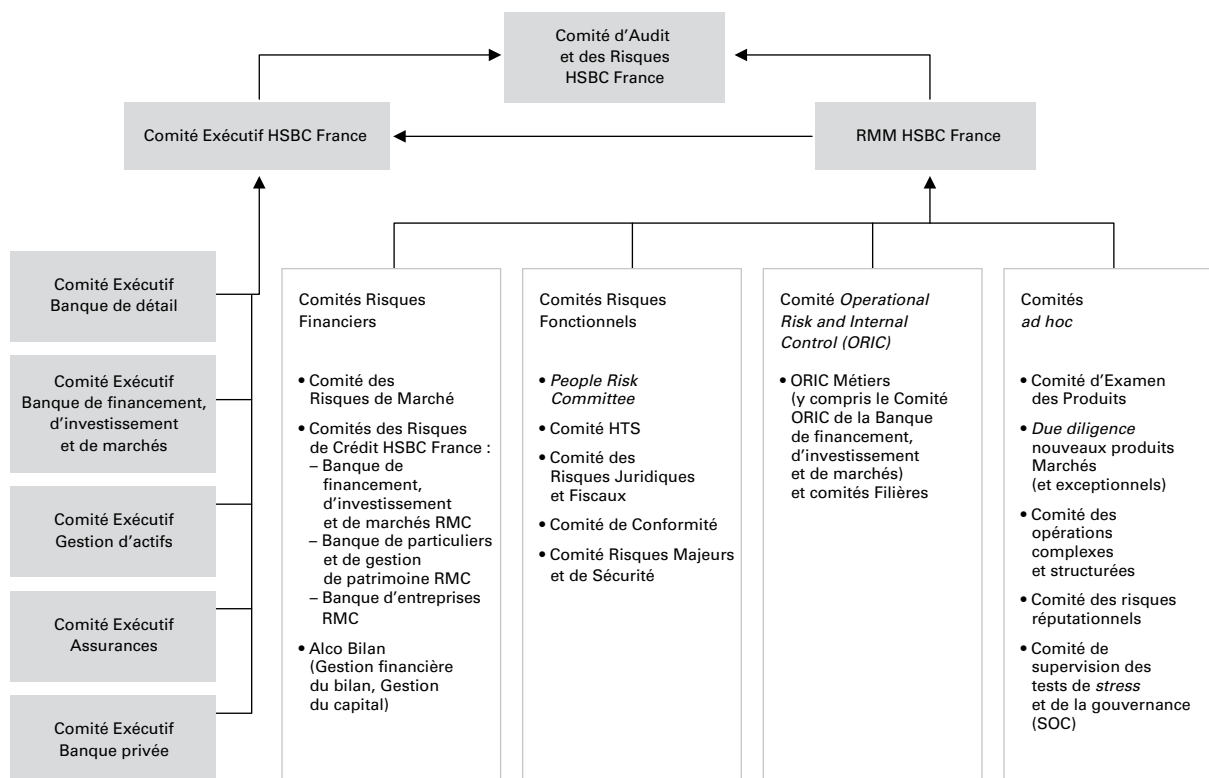 Comité d'Audit
et des Risques
HSBC France
Comité Exécutif HSBC France
RMM HSBC France
Comité Exécutif
Banque de détail
Comité Exécutif
Banque de financement,
d'investissement
et de marchés
Comité Exécutif
Gestion d'actifs
Comité Exécutif
Assurances
Comité Exécutif
Banque privée
Comités Risques
Financiers
• Comité des
Risques de Marché
• Comités des Risques
de Crédit HSBC France :
– Banque de
financement,
d'investissement
et de marchés RMC
– Banque de particuliers
et de gestion
de patrimoine RMC
– Banque d'entreprises
RMC
• Alco Bilan
(Gestion financière
du bilan, Gestion
du capital)
Comités Risques
Fonctionnels
• People Risk
Committee
• Comité HTS
• Comité des
Risques Juridiques
et Fiscaux
• Comité de Conformité
• Comité Risques Majeurs
et de Sécurité
Comité Operational
Risk and Internal
Control (ORIC)
• ORIC Métiers
(y compris le Comité
ORIC de la Banque
de financement,
d'investissement
et de marchés)
et comités Filières
Comités
ad hoc
• Comité d'Examen
des Produits
• Due diligence
nouveaux produits
Marchés
(et exceptionnels)
• Comité des
opérations
complexes
et structurées
• Comité des risques
réputationnels
• Comité de
supervision des
tests de stress
et de la gouvernance
(SOC)